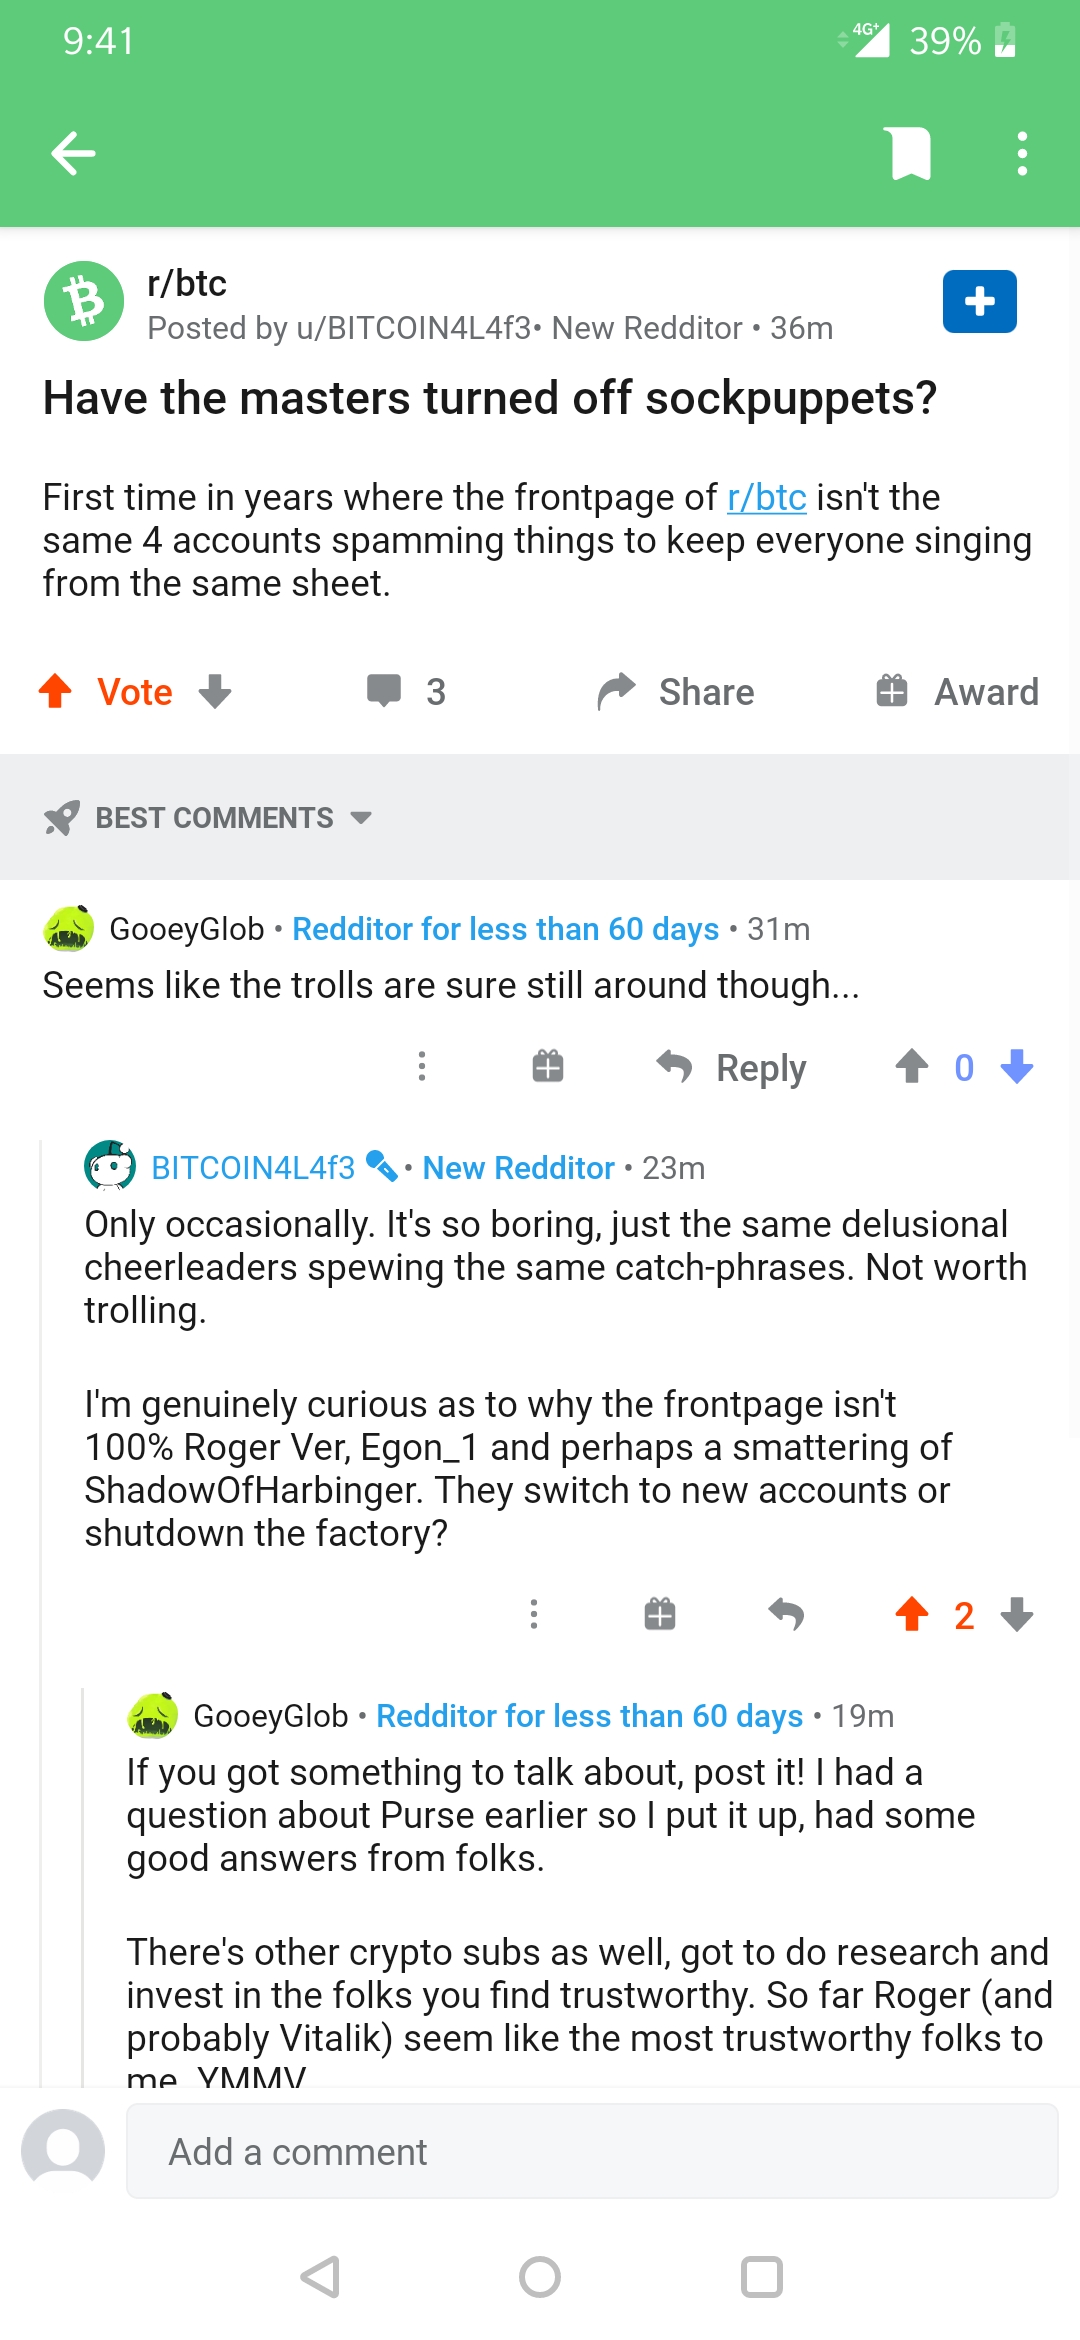 9:41
4G+ 39%
r/btc
Posted by u/BITCOIN4L4f3• New Redditor • 36m
Have the masters turned off sockpuppets?
First time in years where the frontpage of r/btc isn't the
same 4 accounts spamming things to keep everyone singing
from the same sheet.
Vote 3 Share Award
BEST COMMENTS
GooeyGlob • Redditor for less than 60 days • 31m
Seems like the trolls are sure still around though...
Reply 0
BITCOIN4L4f3 • New Redditor • 23m
Only occasionally. It's so boring, just the same delusional
cheerleaders spewing the same catch-phrases. Not worth
trolling.
I'm genuinely curious as to why the frontpage isn't
100% Roger Ver, Egon_1 and perhaps a smattering of
ShadowOfHarbinger. They switch to new accounts or
shutdown the factory?
2
GooeyGlob • Redditor for less than 60 days • 19m
If you got something to talk about, post it! I had a
question about Purse earlier so I put it up, had some
good answers from folks.
There's other crypto subs as well, got to do research and
invest in the folks you find trustworthy. So far Roger (and
probably Vitalik) seem like the most trustworthy folks to
me. YMMV
Add a comment